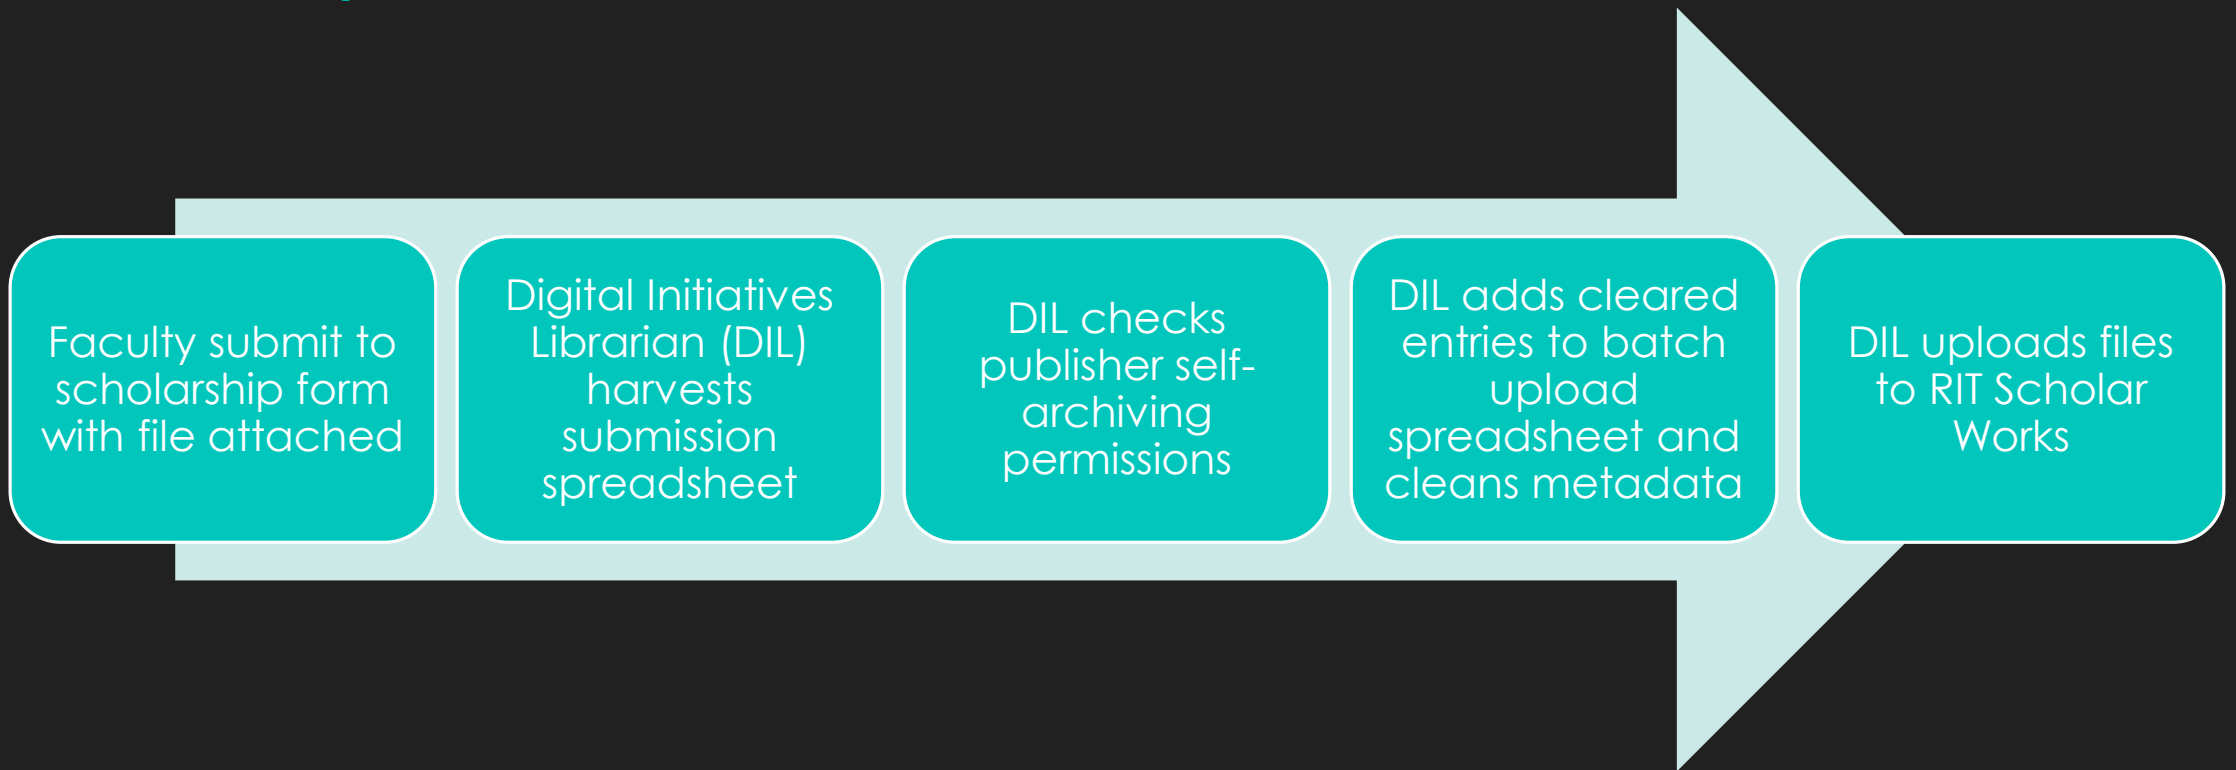 Faculty submit to
scholarship form
with file attached
Digital Initiatives
Librarian (DIL)
harvests
submission
spreadsheet
DIL checks
publisher self-
archiving
permissions
DIL adds cleared
entries to batch
upload
spreadsheet and
cleans metadata
DIL uploads files
to RIT Scholar
Works